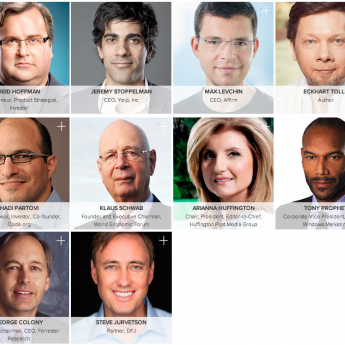 REID HOFFMAN
JEREMY STOPPELMAN
MAX LEVCHIN
ECKHART TOLL
neur, Product Strategist,
Investor
CEO, Yelp, Inc
CEO, Affirm
Author
HADI PARTOVI
KLAUS SCHWAB
ARIANNA HUFFINGTON
TONY PROPHE
neur, Investor, Co-founder,
Code.org
Founder and Executive Chairman,
World Economic Forum
Chair, President, Editor-in-Chief,
Huffington Post Media Group
Corporate Vice President
Windows Marketing
EORGE COLONY
STEVE JURVETSON
chairman, CEO, Forrester
Research
Partner, DFJ